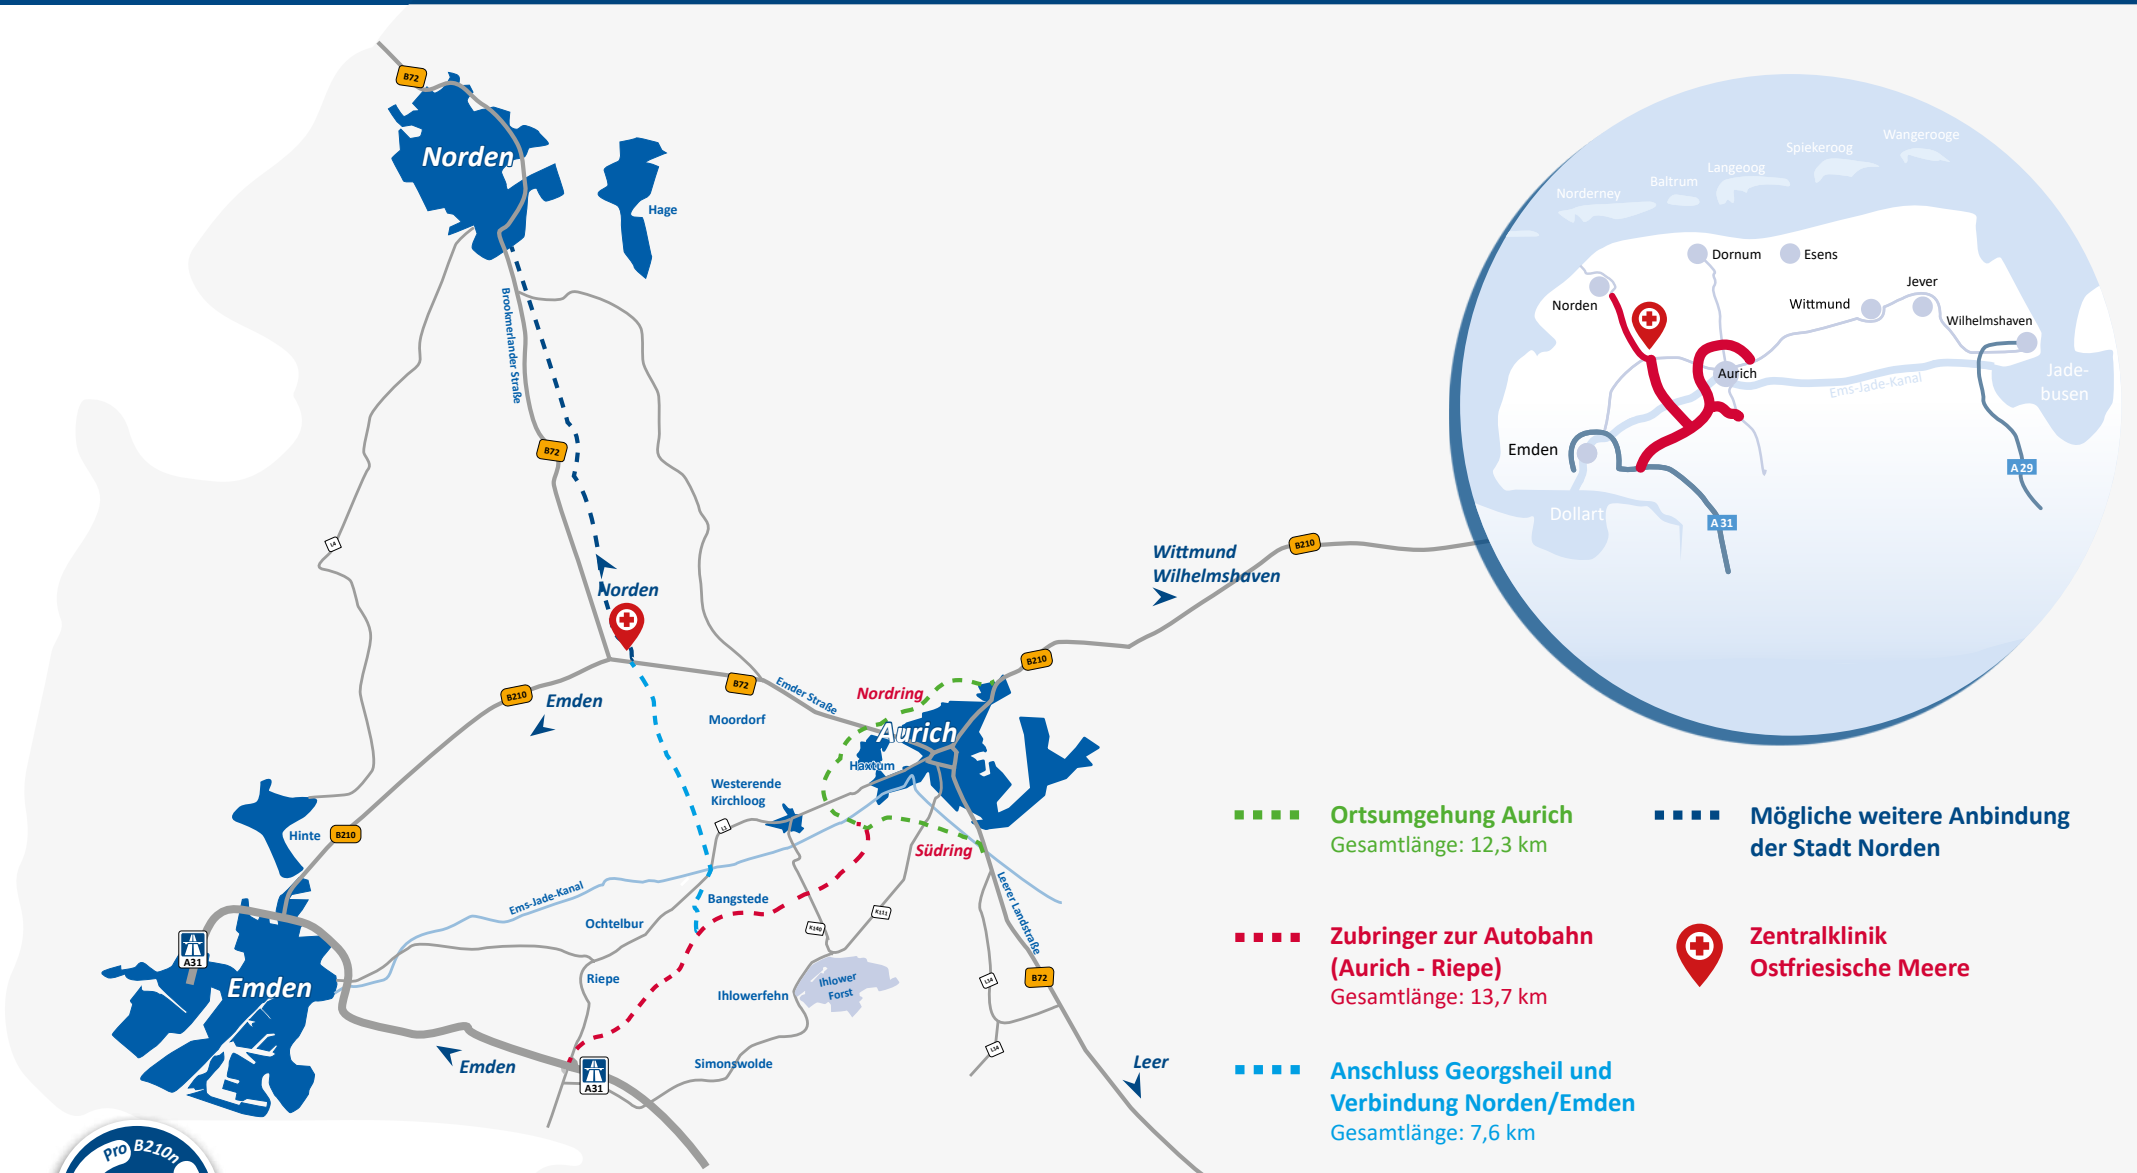 B72
Norden
Hage
Brookmerlander Straße
B72
L4
Norden
B210
Emden
B72
Emder Straße
Moordorf
Nordring
Aurich
Haxtum
Westerende
Kirchloog
B210
Wittmund
Wilhelmshaven
B210
Hinte
B210
Südring
Ems-Jade-Kanal
Bangstede
Ochtelbur
K111
Leerer Landstraße
A31
Emden
Riepe
Ihlowerfehn
Ihlower
Forst
B72
L14
L14
Emden
A31
Simonswolde
Leer
Pro B210n
Wangerooge
Spiekeroog
Langeoog
Baltrum
Norderney
Dornum
Esens
Jever
Norden
Wittmund
Wilhelmshaven
Aurich
Ems-Jade-Kanal
Jade-
busen
Emden
A 29
Dollart
A 31
Ortsumgehung Aurich
Gesamtlänge: 12,3 km
Zubringer zur Autobahn
(Aurich - Riepe)
Gesamtlänge: 13,7 km
Anschluss Georgsheil und
Verbindung Norden/Emden
Gesamtlänge: 7,6 km
Mögliche weitere Anbindung
der Stadt Norden
Zentralklinik
Ostfriesische Meere